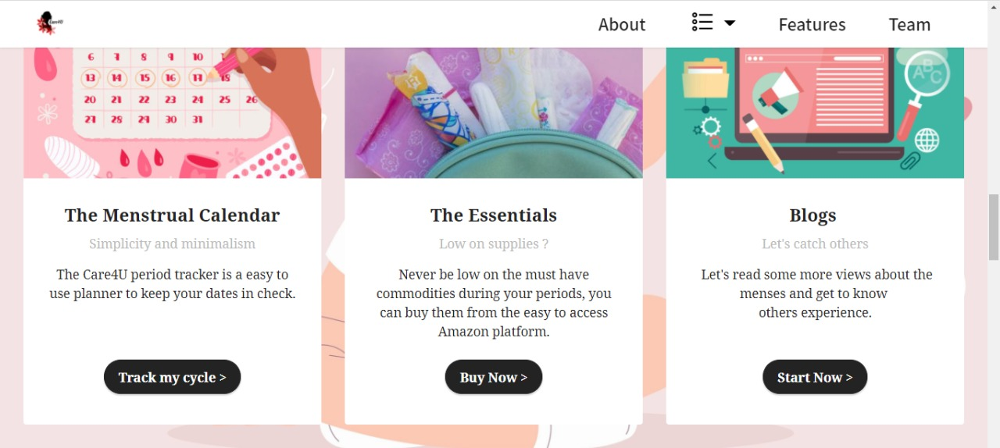 Care4U
About
Features
Team
6 7 8 9 10
13 14 15 16 17 18
20 21 22 23 24 25 26
27 28 29 30 31
ABC
The Menstrual Calendar
Simplicity and minimalism
The Care4U period tracker is a easy to
use planner to keep your dates in check.
Track my cycle >
The Essentials
Low on supplies ?
Never be low on the must have
commodities during your periods, you
can buy them from the easy to access
Amazon platform.
Buy Now >
Blogs
Let's catch others
Let's read some more views about the
menses and get to know
others experience.
Start Now >